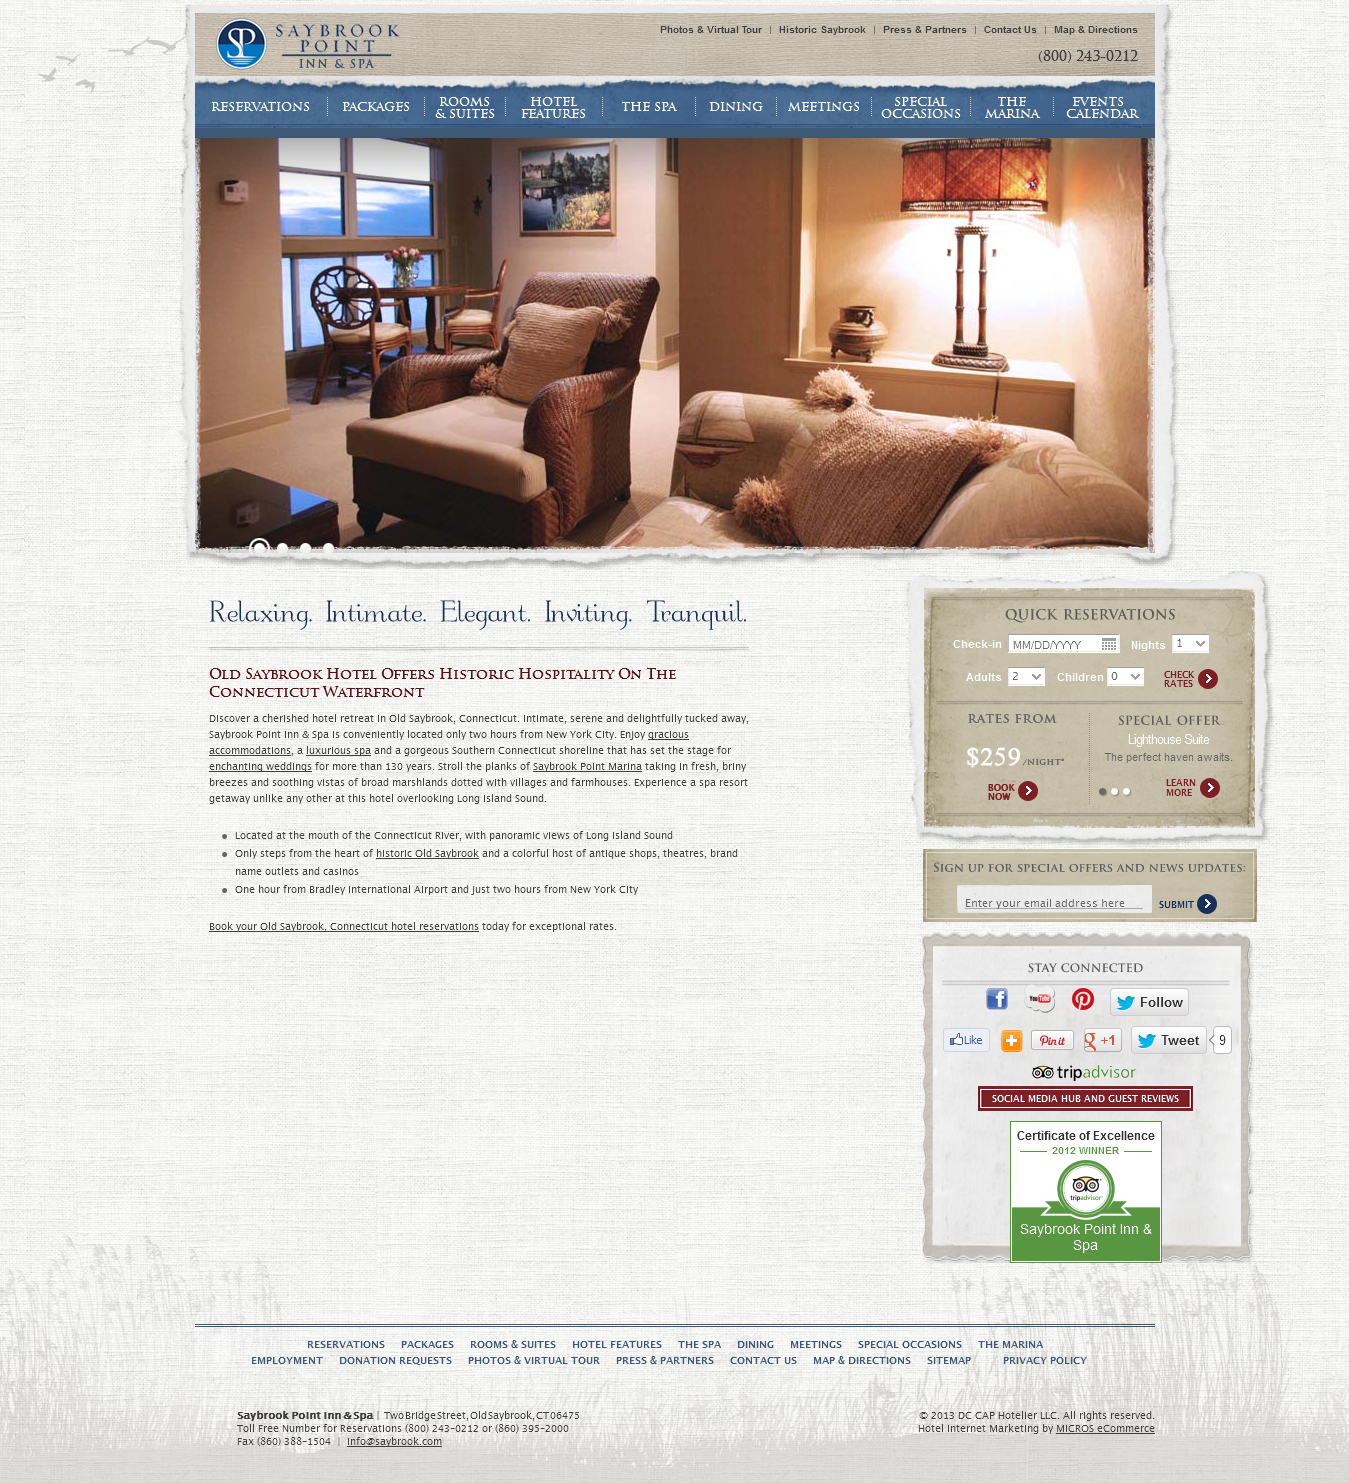 SAYBROOK
POINT
INN & SPA
Photos & Virtual Tour | Historic Saybrook | Press & Partners | Contact Us | Map & Directions
(800) 243-0212
RESERVATIONS
PACKAGES
ROOMS
& SUITES
HOTEL
FEATURES
THE SPA
DINING
MEETINGS
SPECIAL
OCCASIONS
THE
MARINA
EVENTS
CALENDAR
Relaxing. Intimate. Elegant. Inviting. Tranquil.
Old Saybrook Hotel Offers Historic Hospitality On The
Connecticut Waterfront
Discover a cherished hotel retreat in Old Saybrook, Connecticut. Intimate, serene and delightfully tucked away,
Saybrook Point Inn & Spa is conveniently located only two hours from New York City. Enjoy gracious
accommodations, a luxurious spa and a gorgeous Southern Connecticut shoreline that has set the stage for
enchanting weddings for more than 130 years. Stroll the planks of Saybrook Point Marina taking in fresh, briny
breezes and soothing vistas of broad marshlands dotted with villages and farmhouses. Experience a spa resort
getaway unlike any other at this hotel overlooking Long Island Sound.
Located at the mouth of the Connecticut River, with panoramic views of Long Island Sound
Only steps from the heart of historic Old Saybrook and a colorful host of antique shops, theatres, brand
name outlets and casinos
One hour from Bradley International Airport and just two hours from New York City
Book your Old Saybrook, Connecticut hotel reservations today for exceptional rates.
QUICK RESERVATIONS
Check-in MM/DD/YYYY Nights 1
Adults 2 Children 0 CHECK
RATES
RATES FROM
$259 /NIGHT*
BOOK
NOW
SPECIAL OFFER
Lighthouse Suite
The perfect haven awaits.
LEARN
MORE
SIGN UP FOR SPECIAL OFFERS AND NEWS UPDATES:
Enter your email address here SUBMIT
STAY CONNECTED
f
You Tube
Follow
Like
Pin it
g +1
Tweet 9
tripadvisor
SOCIAL MEDIA HUB AND GUEST REVIEWS
Certificate of Excellence
2012 WINNER
tripadvisor
Saybrook Point Inn &
Spa
RESERVATIONS PACKAGES ROOMS & SUITES HOTEL FEATURES THE SPA DINING MEETINGS SPECIAL OCCASIONS THE MARINA
EMPLOYMENT DONATION REQUESTS PHOTOS & VIRTUAL TOUR PRESS & PARTNERS CONTACT US MAP & DIRECTIONS SITEMAP PRIVACY POLICY
Saybrook Point Inn & Spa | Two Bridge Street, Old Saybrook, CT 06475
Toll Free Number for Reservations (800) 243-0212 or (860) 395-2000
Fax (860) 388-1504 | info@saybrook.com
© 2013 DC CAP Hotelier LLC. All rights reserved.
Hotel Internet Marketing by MICROS eCommerce